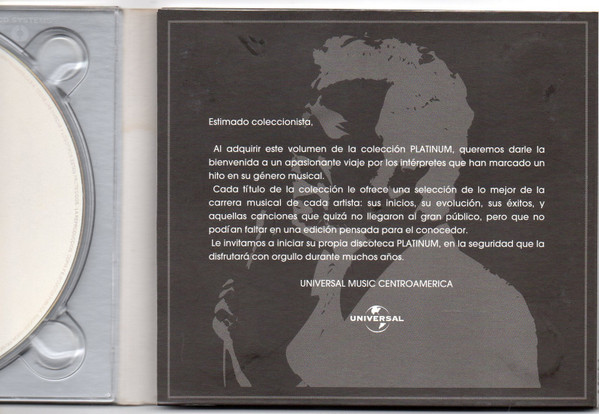 Estimado coleccionista,
Al adquirir este volumen de la colección PLATINUM, queremos darle la
bienvenida a un apasionante viaje por los intérpretes que han marcado un
hito en su género musical.
Cada título de la colección le ofrece una selección de lo mejor de la
carrera musical de cada artista: sus inicios, su evolución, sus éxitos, y
aquellas canciones que quizá no llegaron al gran público, pero que no
podían faltar en una edición pensada para el conocedor.
Le invitamos a iniciar su propia discoteca PLATINUM, en la seguridad que la
disfrutará con orgullo durante muchos años.
UNIVERSAL MUSIC CENTROAMERICA
UNIVERSAL